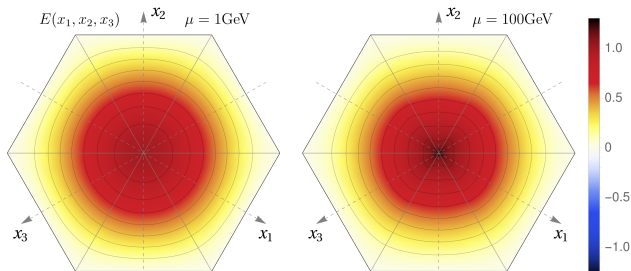 E(x₁, x₂, x₃)
x₂
μ = 1GeV
x₃
x₁
x₂
μ = 100GeV
x₃
x₁
1.0
0.5
0
−0.5
−1.0